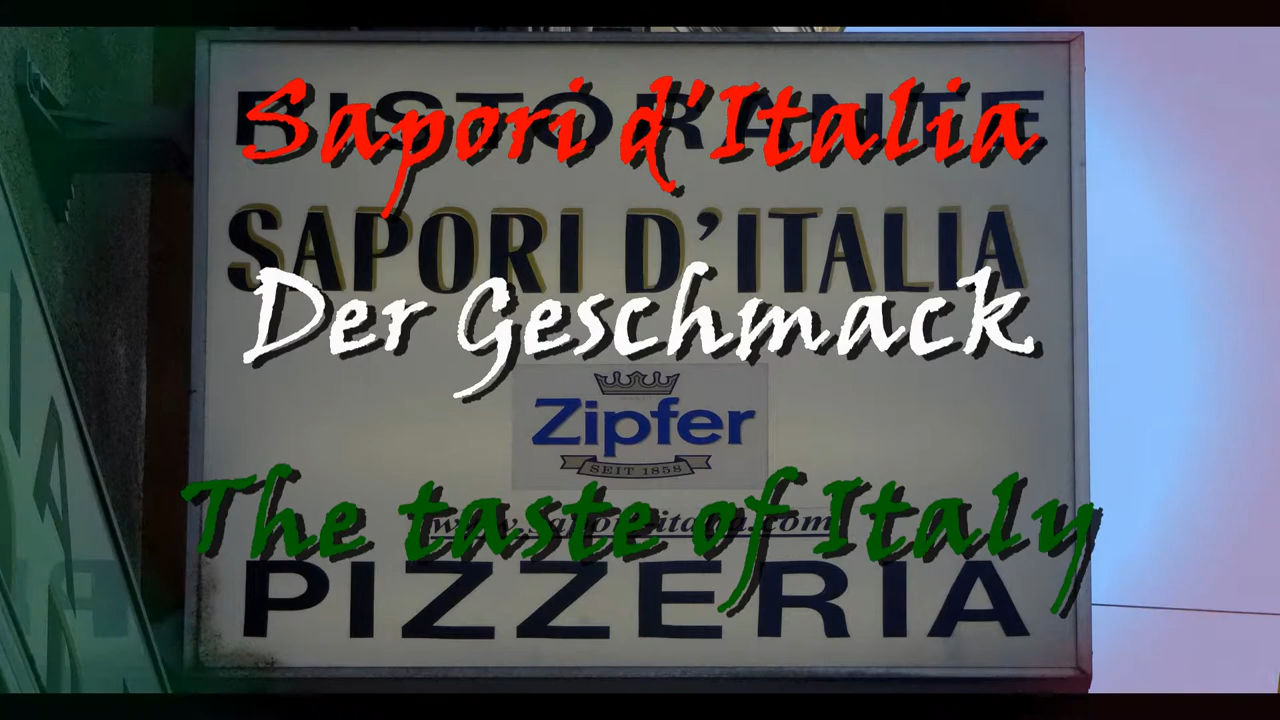 Sapori d'Italia
RISTORANTE
SAPORI D'ITALIA
Der Geschmack
Zipfer
SEIT 1858
The taste of Italy
PIZZERIA